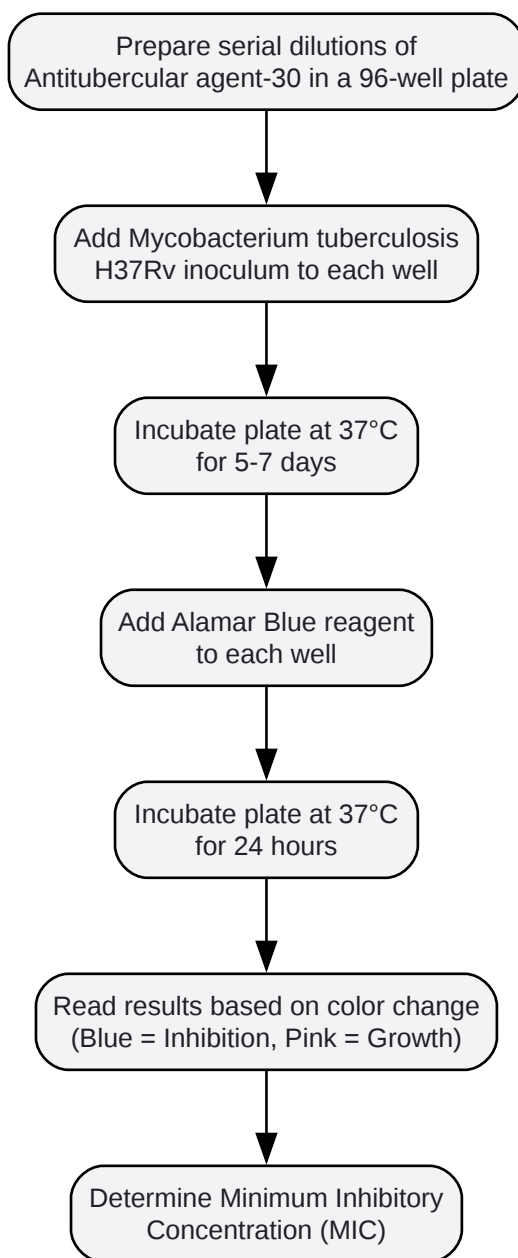 Prepare serial dilutions of
Antitubercular agent-30 in a 96-well plate
Add Mycobacterium tuberculosis
H37Rv inoculum to each well
Incubate plate at 37°C
for 5-7 days
Add Alamar Blue reagent
to each well
Incubate plate at 37°C
for 24 hours
Read results based on color change
(Blue = Inhibition, Pink = Growth)
Determine Minimum Inhibitory
Concentration (MIC)